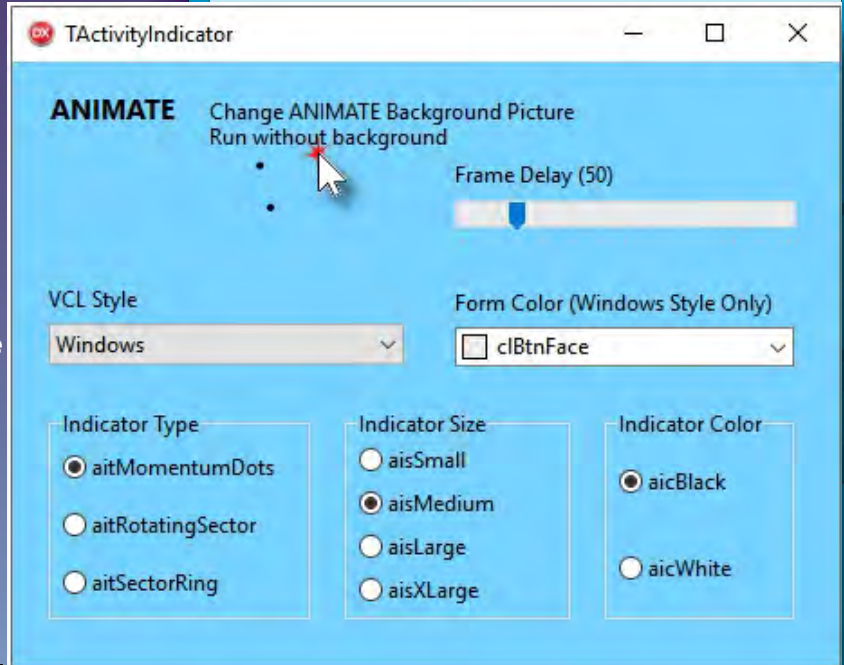 TActivityIndicator
ANIMATE
Change ANIMATE Background Picture
Run without background
Frame Delay (50)
VCL Style
Form Color (Windows Style Only)
Windows
clBtnFace
Indicator Type
aitMomentumDots
aitRotatingSector
aitSectorRing
Indicator Size
aisSmall
aisMedium
aisLarge
aisXLarge
Indicator Color
aicBlack
aicWhite